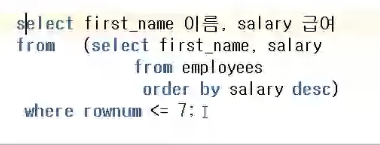 select first_name 이름, salary 급여
from (select first_name, salary
from employees
order by salary desc)
where rownum <= 7;